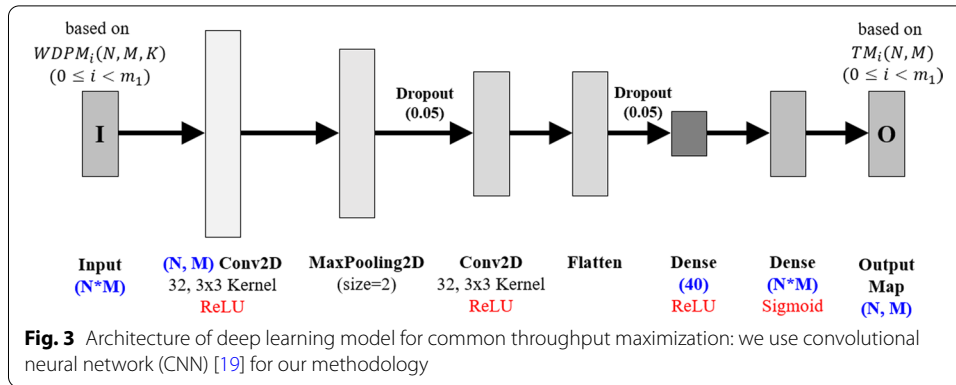 based on
WDPMᵢ(N, M, K)
(0 ≤ i < m₁)
based on
TMᵢ(N, M)
(0 ≤ i < m₁)
Dropout
(0.05)
Dropout
(0.05)
I
O
Input
(N*M)
(N, M) Conv2D
32, 3x3 Kernel
ReLU
MaxPooling2D
(size=2)
Conv2D
32, 3x3 Kernel
ReLU
Flatten
Dense
(40)
ReLU
Dense
(N*M)
Sigmoid
Output
Map
(N, M)
Fig. 3 Architecture of deep learning model for common throughput maximization: we use convolutional
neural network (CNN) [19] for our methodology